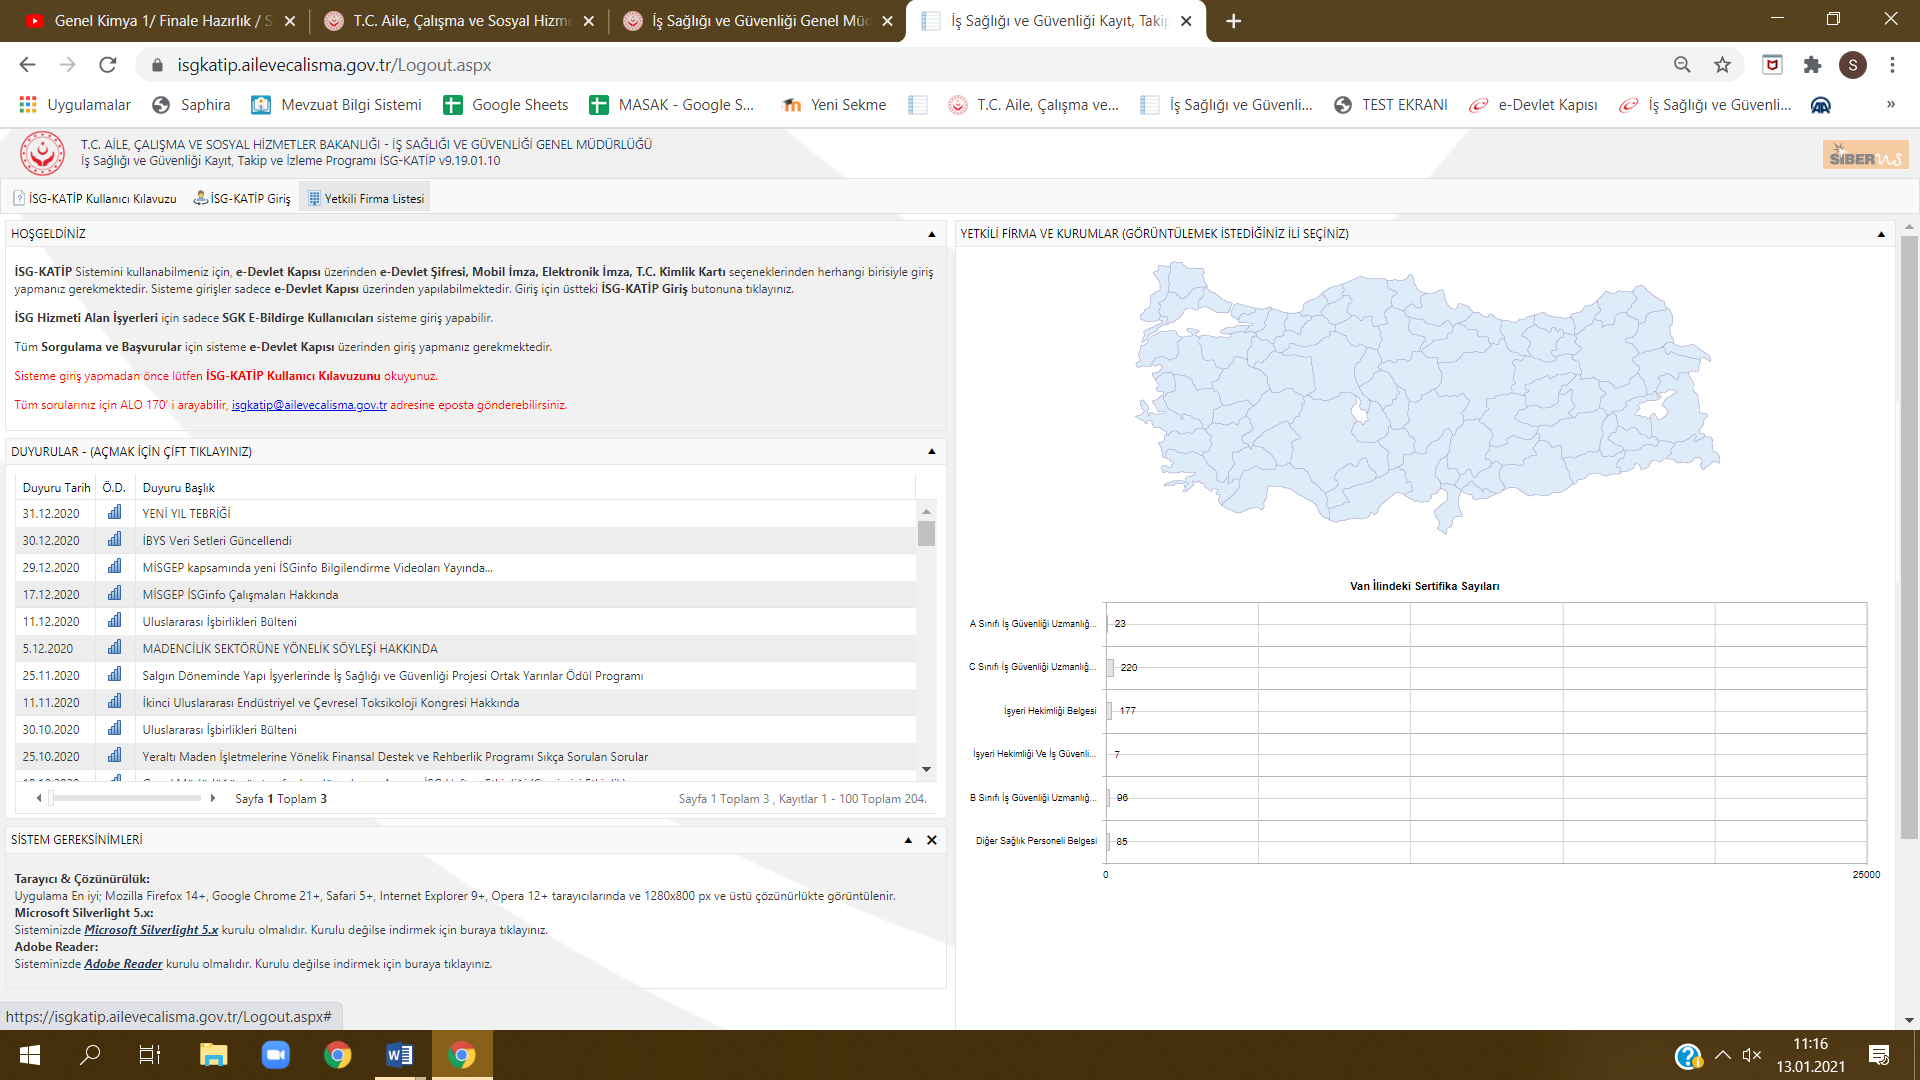 Genel Kimya 1/ Finale Hazırlık / S
T.C. Aile, Çalışma ve Sosyal Hizme
İş Sağlığı ve Güvenliği Genel Müd
İş Sağlığı ve Güvenliği Kayıt, Takip
isgkatip.ailevecalisma.gov.tr/Logout.aspx
S
Uygulamalar
Saphira
Mevzuat Bilgi Sistemi
Google Sheets
MASAK - Google S...
Yeni Sekme
T.C. Aile, Çalışma ve...
İş Sağlığı ve Güvenli...
TEST EKRANI
e-Devlet Kapısı
İş Sağlığı ve Güvenli...
»
T.C. AİLE, ÇALIŞMA VE SOSYAL HİZMETLER BAKANLIĞI - İŞ SAĞLIĞI VE GÜVENLİĞİ GENEL MÜDÜRLÜĞÜ
İş Sağlığı ve Güvenliği Kayıt, Takip ve İzleme Programı İSG-KATİP v9.19.01.10
SİBERUS
İSG-KATİP Kullanıcı Kılavuzu
İSG-KATİP Giriş
Yetkili Firma Listesi
HOŞGELDİNİZ
İSG-KATİP Sistemini kullanabilmeniz için, e-Devlet Kapısı üzerinden e-Devlet Şifresi, Mobil İmza, Elektronik İmza, T.C. Kimlik Kartı seçeneklerinden herhangi birisiyle giriş
yapmanız gerekmektedir. Sisteme girişler sadece e-Devlet Kapısı üzerinden yapılabilmektedir. Giriş için üstteki İSG-KATİP Giriş butonuna tıklayınız.
İSG Hizmeti Alan İşyerleri için sadece SGK E-Bildirge Kullanıcıları sisteme giriş yapabilir.
Tüm Sorgulama ve Başvurular için sisteme e-Devlet Kapısı üzerinden giriş yapmanız gerekmektedir.
Sisteme giriş yapmadan önce lütfen İSG-KATİP Kullanıcı Kılavuzunu okuyunuz.
Tüm sorularınız için ALO 170' i arayabilir, isgkatip@ailevecalisma.gov.tr adresine eposta gönderebilirsiniz.
DUYURULAR - (AÇMAK İÇİN ÇİFT TIKLAYINIZ)
Duyuru Tarih Ö.D. Duyuru Başlık
31.12.2020 YENİ YIL TEBRİĞİ
30.12.2020 İBYS Veri Setleri Güncellendi
29.12.2020 MİSGEP kapsamında yeni İSGinfo Bilgilendirme Videoları Yayında...
17.12.2020 MİSGEP İSGinfo Çalışmaları Hakkında
11.12.2020 Uluslararası İşbirlikleri Bülteni
5.12.2020 MADENCİLİK SEKTÖRÜNE YÖNELİK SÖYLEŞİ HAKKINDA
25.11.2020 Salgın Döneminde Yapı İşyerlerinde İş Sağlığı ve Güvenliği Projesi Ortak Yarınlar Ödül Programı
11.11.2020 İkinci Uluslararası Endüstriyel ve Çevresel Toksikoloji Kongresi Hakkında
30.10.2020 Uluslararası İşbirlikleri Bülteni
25.10.2020 Yeraltı Maden İşletmelerine Yönelik Finansal Destek ve Rehberlik Programı Sıkça Sorulan Sorular
Sayfa 1 Toplam 3
Sayfa 1 Toplam 3 , Kayıtlar 1 - 100 Toplam 204.
SİSTEM GEREKSİNİMLERİ
Tarayıcı & Çözünürülük:
Uygulama En iyi; Mozilla Firefox 14+, Google Chrome 21+, Safari 5+, Internet Explorer 9+, Opera 12+ tarayıcılarında ve 1280x800 px ve üstü çözünürlükte görüntülenir.
Microsoft Silverlight 5.x:
Sisteminizde Microsoft Silverlight 5.x kurulu olmalıdır. Kurulu değilse indirmek için buraya tıklayınız.
Adobe Reader:
Sisteminizde Adobe Reader kurulu olmalıdır. Kurulu değilse indirmek için buraya tıklayınız.
YETKİLİ FİRMA VE KURUMLAR (GÖRÜNTÜLEMEK İSTEDİĞİNİZ İLİ SEÇİNİZ)
Van İlindeki Sertifika Sayıları
A Sınıfı İş Güvenliği Uzmanlığ... 23
C Sınıfı İş Güvenliği Uzmanlığ... 220
İşyeri Hekimliği Belgesi 177
İşyeri Hekimliği Ve İş Güvenli... 7
B Sınıfı İş Güvenliği Uzmanlığ... 96
Diğer Sağlık Personeli Belgesi 85
0 25000
https://isgkatip.ailevecalisma.gov.tr/Logout.aspx#
11:16
13.01.2021